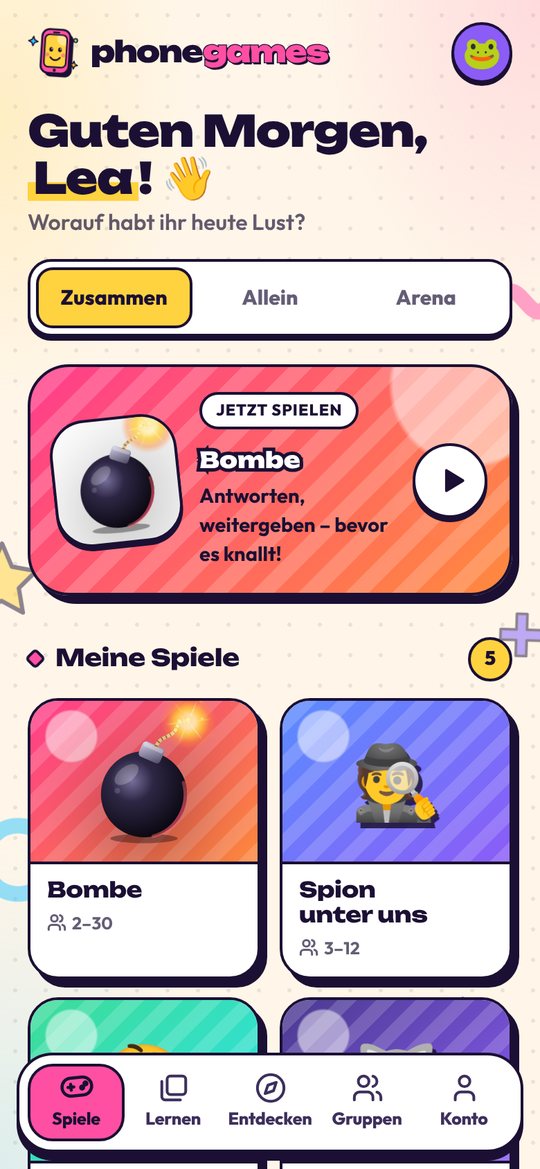 phonegames
Guten Morgen,
Lea! 👋
Worauf habt ihr heute Lust?
Zusammen
Allein
Arena
JETZT SPIELEN
Bombe
Antworten,
weitergeben – bevor
es knallt!
Meine Spiele
5
Bombe
2–30
Spion
unter uns
3–12
Spiele
Lernen
Entdecken
Gruppen
Konto